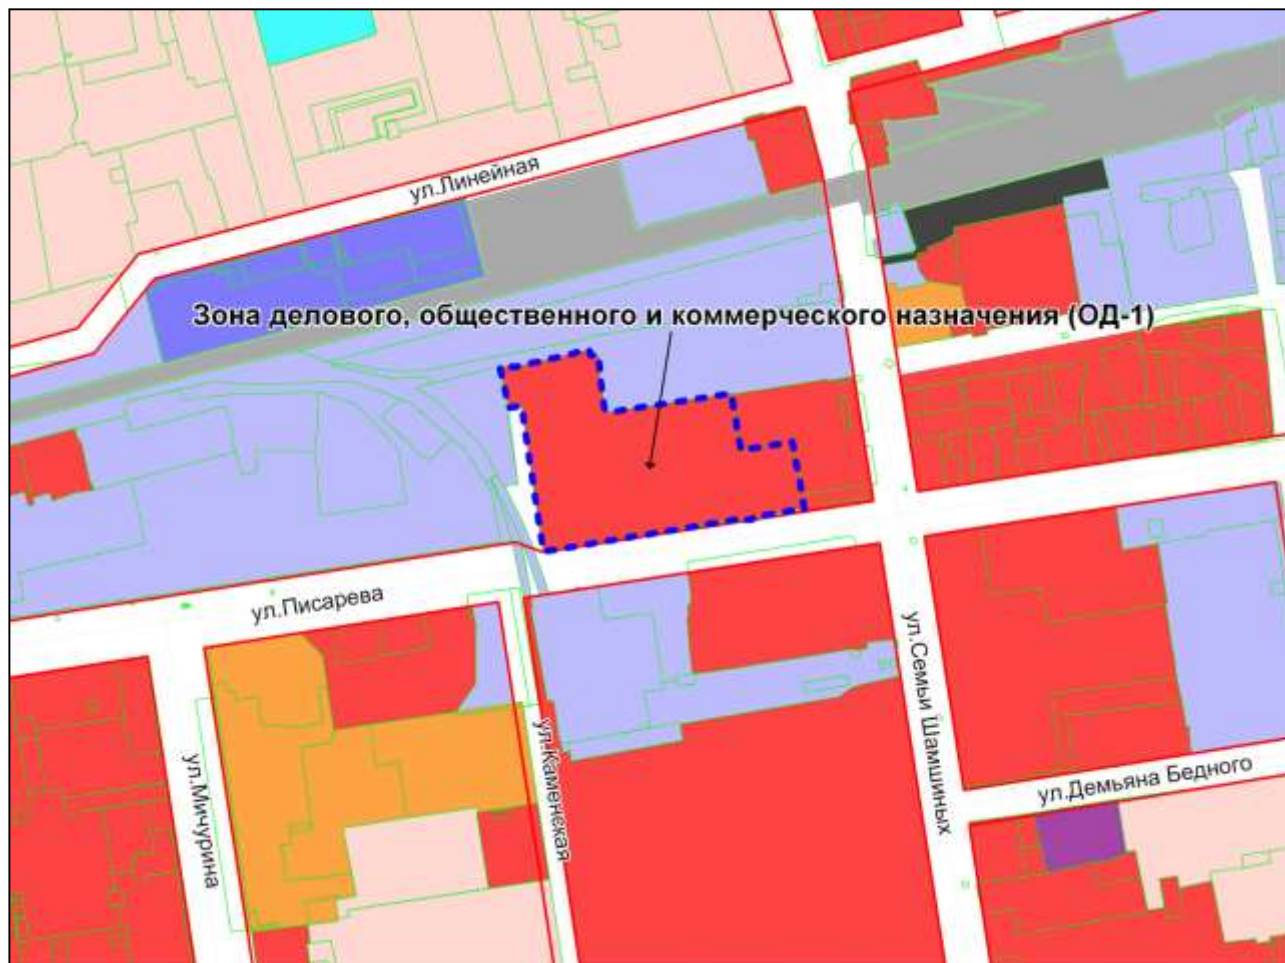 ул.Линейная
Зона делового, общественного и коммерческого назначения (ОД-1)
ул.Писарева
ул.Семьи Шамшиных
ул.Мичурина
ул.Каменская
ул.Демьяна Бедного